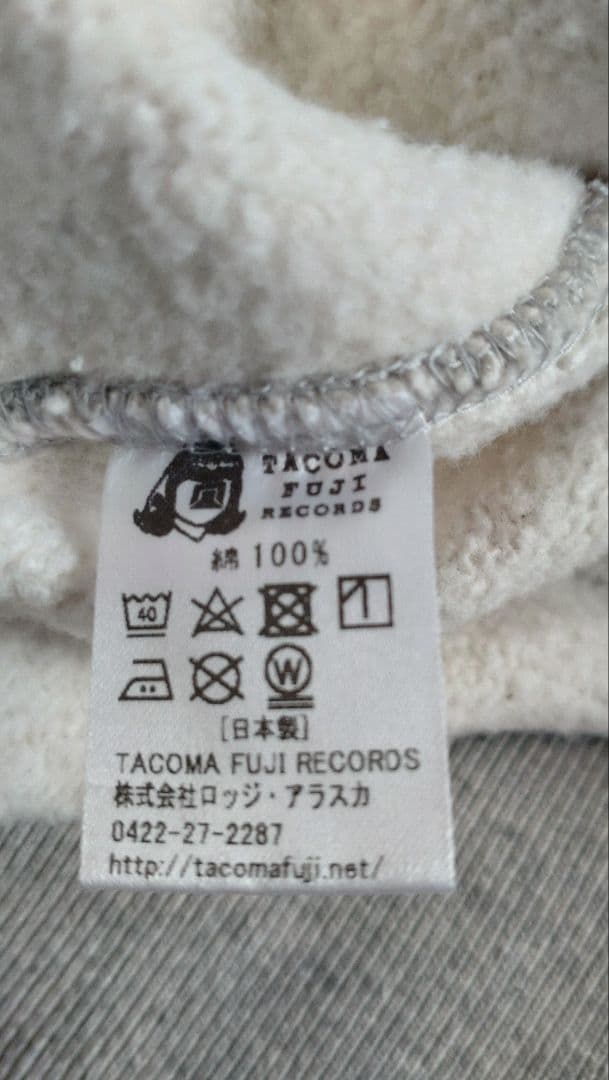 TACOMA
FUJI
RECORDS
綿 100%
40
W
[日本製]
TACOMA FUJI RECORDS
株式会社ロッジ・アラスカ
0422-27-2287
http://tacomafuji.net/